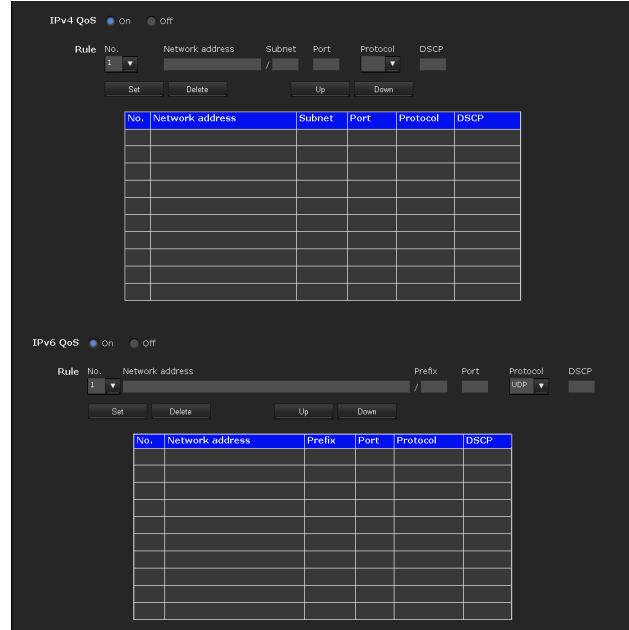 IPv4 QoS On Off
Rule No. Network address Subnet Port Protocol DSCP
1 /
Set Delete Up Down
No. Network address Subnet Port Protocol DSCP
IPv6 QoS On Off
Rule No. Network address Prefix Port Protocol DSCP
1 / UDP
Set Delete Up Down
No. Network address Prefix Port Protocol DSCP